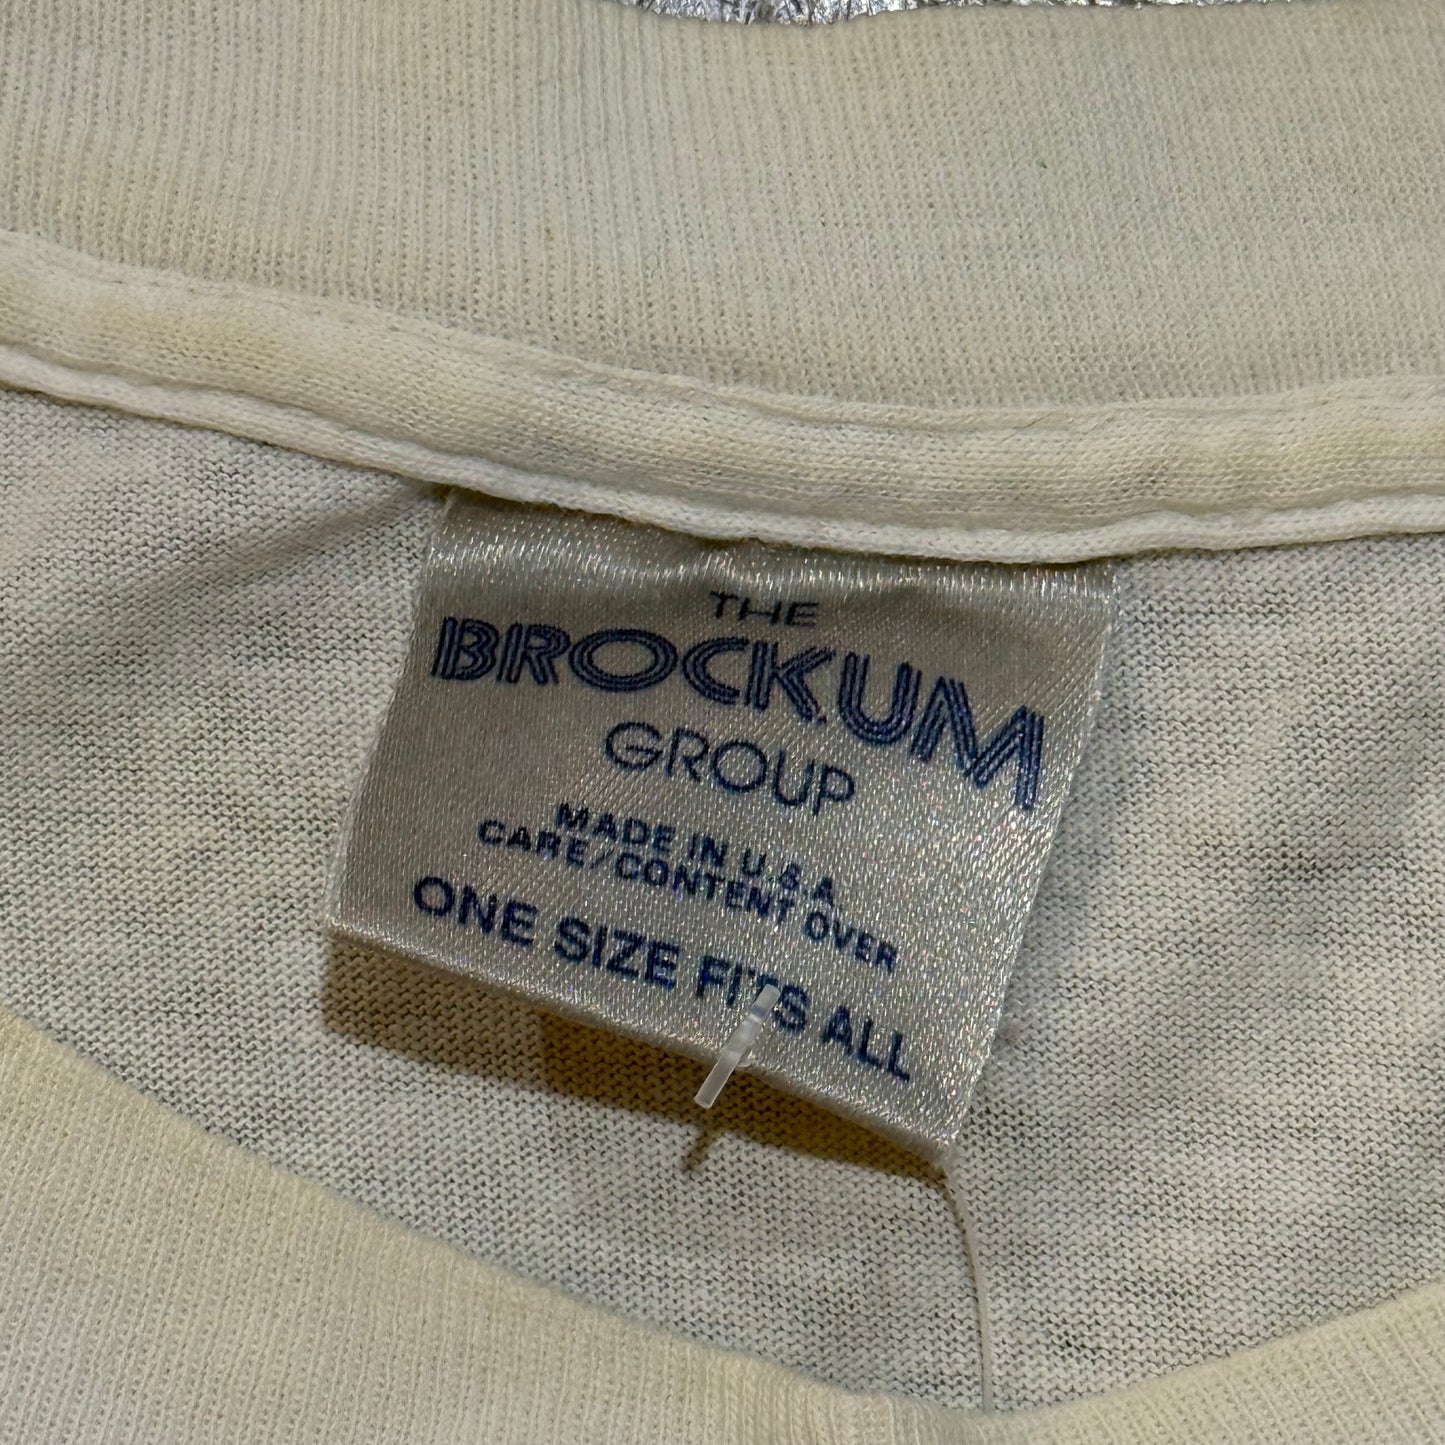 THE
BROCKUM
GROUP
MADE IN U.S.A.
CARE/CONTENT OVER
ONE SIZE FITS ALL